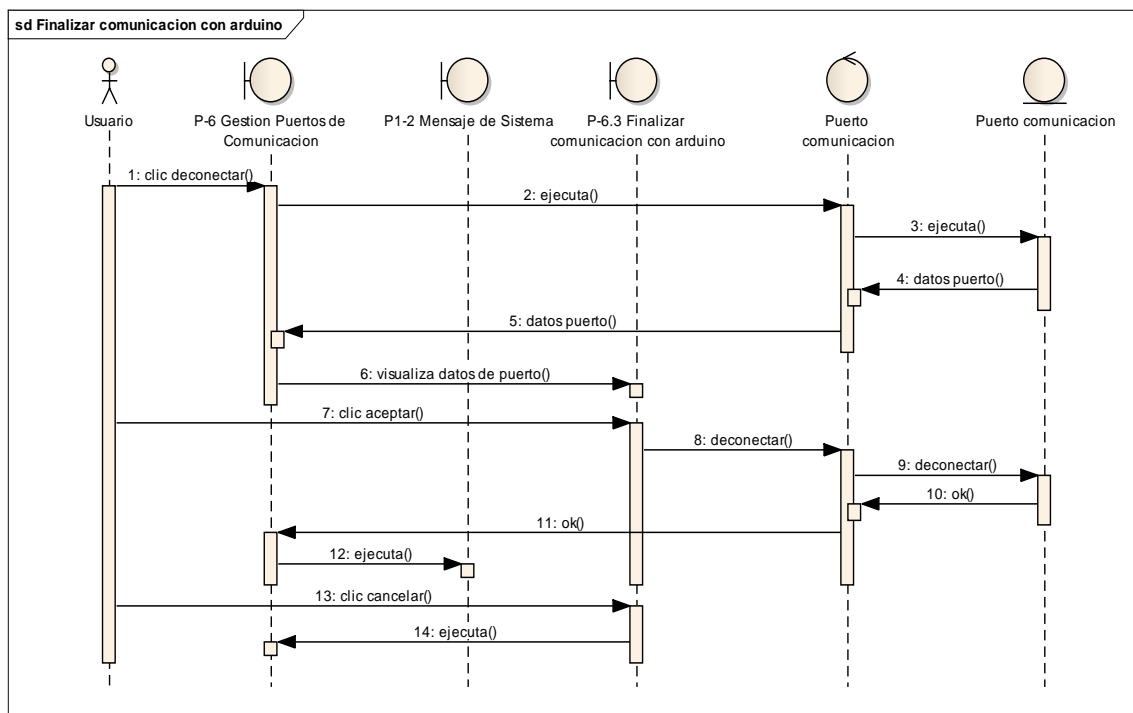 sd Finalizar comunicacion con arduino
Usuario
P-6 Gestion Puertos de
Comunicacion
P1-2 Mensaje de Sistema
P-6.3 Finalizar
comunicacion con arduino
Puerto
comunicacion
Puerto comunicacion
1: clic deconectar()
2: ejecuta()
3: ejecuta()
4: datos puerto()
5: datos puerto()
6: visualiza datos de puerto()
7: clic aceptar()
8: deconectar()
9: deconectar()
10: ok()
11: ok()
12: ejecuta()
13: clic cancelar()
14: ejecuta()